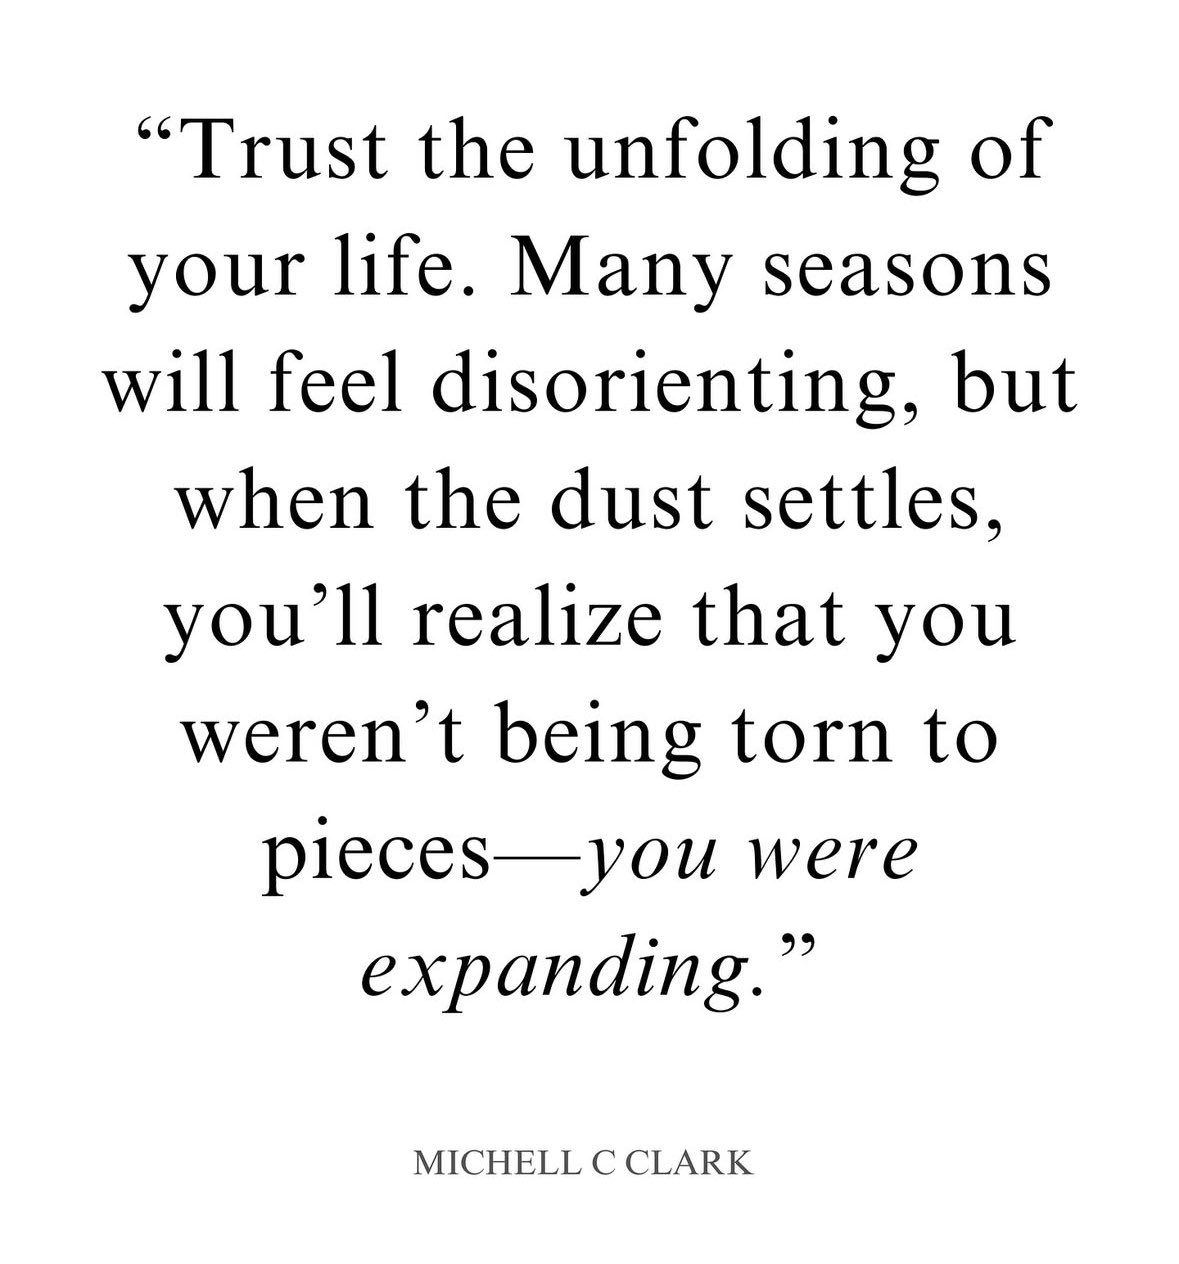 “Trust the unfolding of
your life. Many seasons
will feel disorienting, but
when the dust settles,
you’ll realize that you
weren’t being torn to
pieces—you were
expanding.”
MICHELL C CLARK